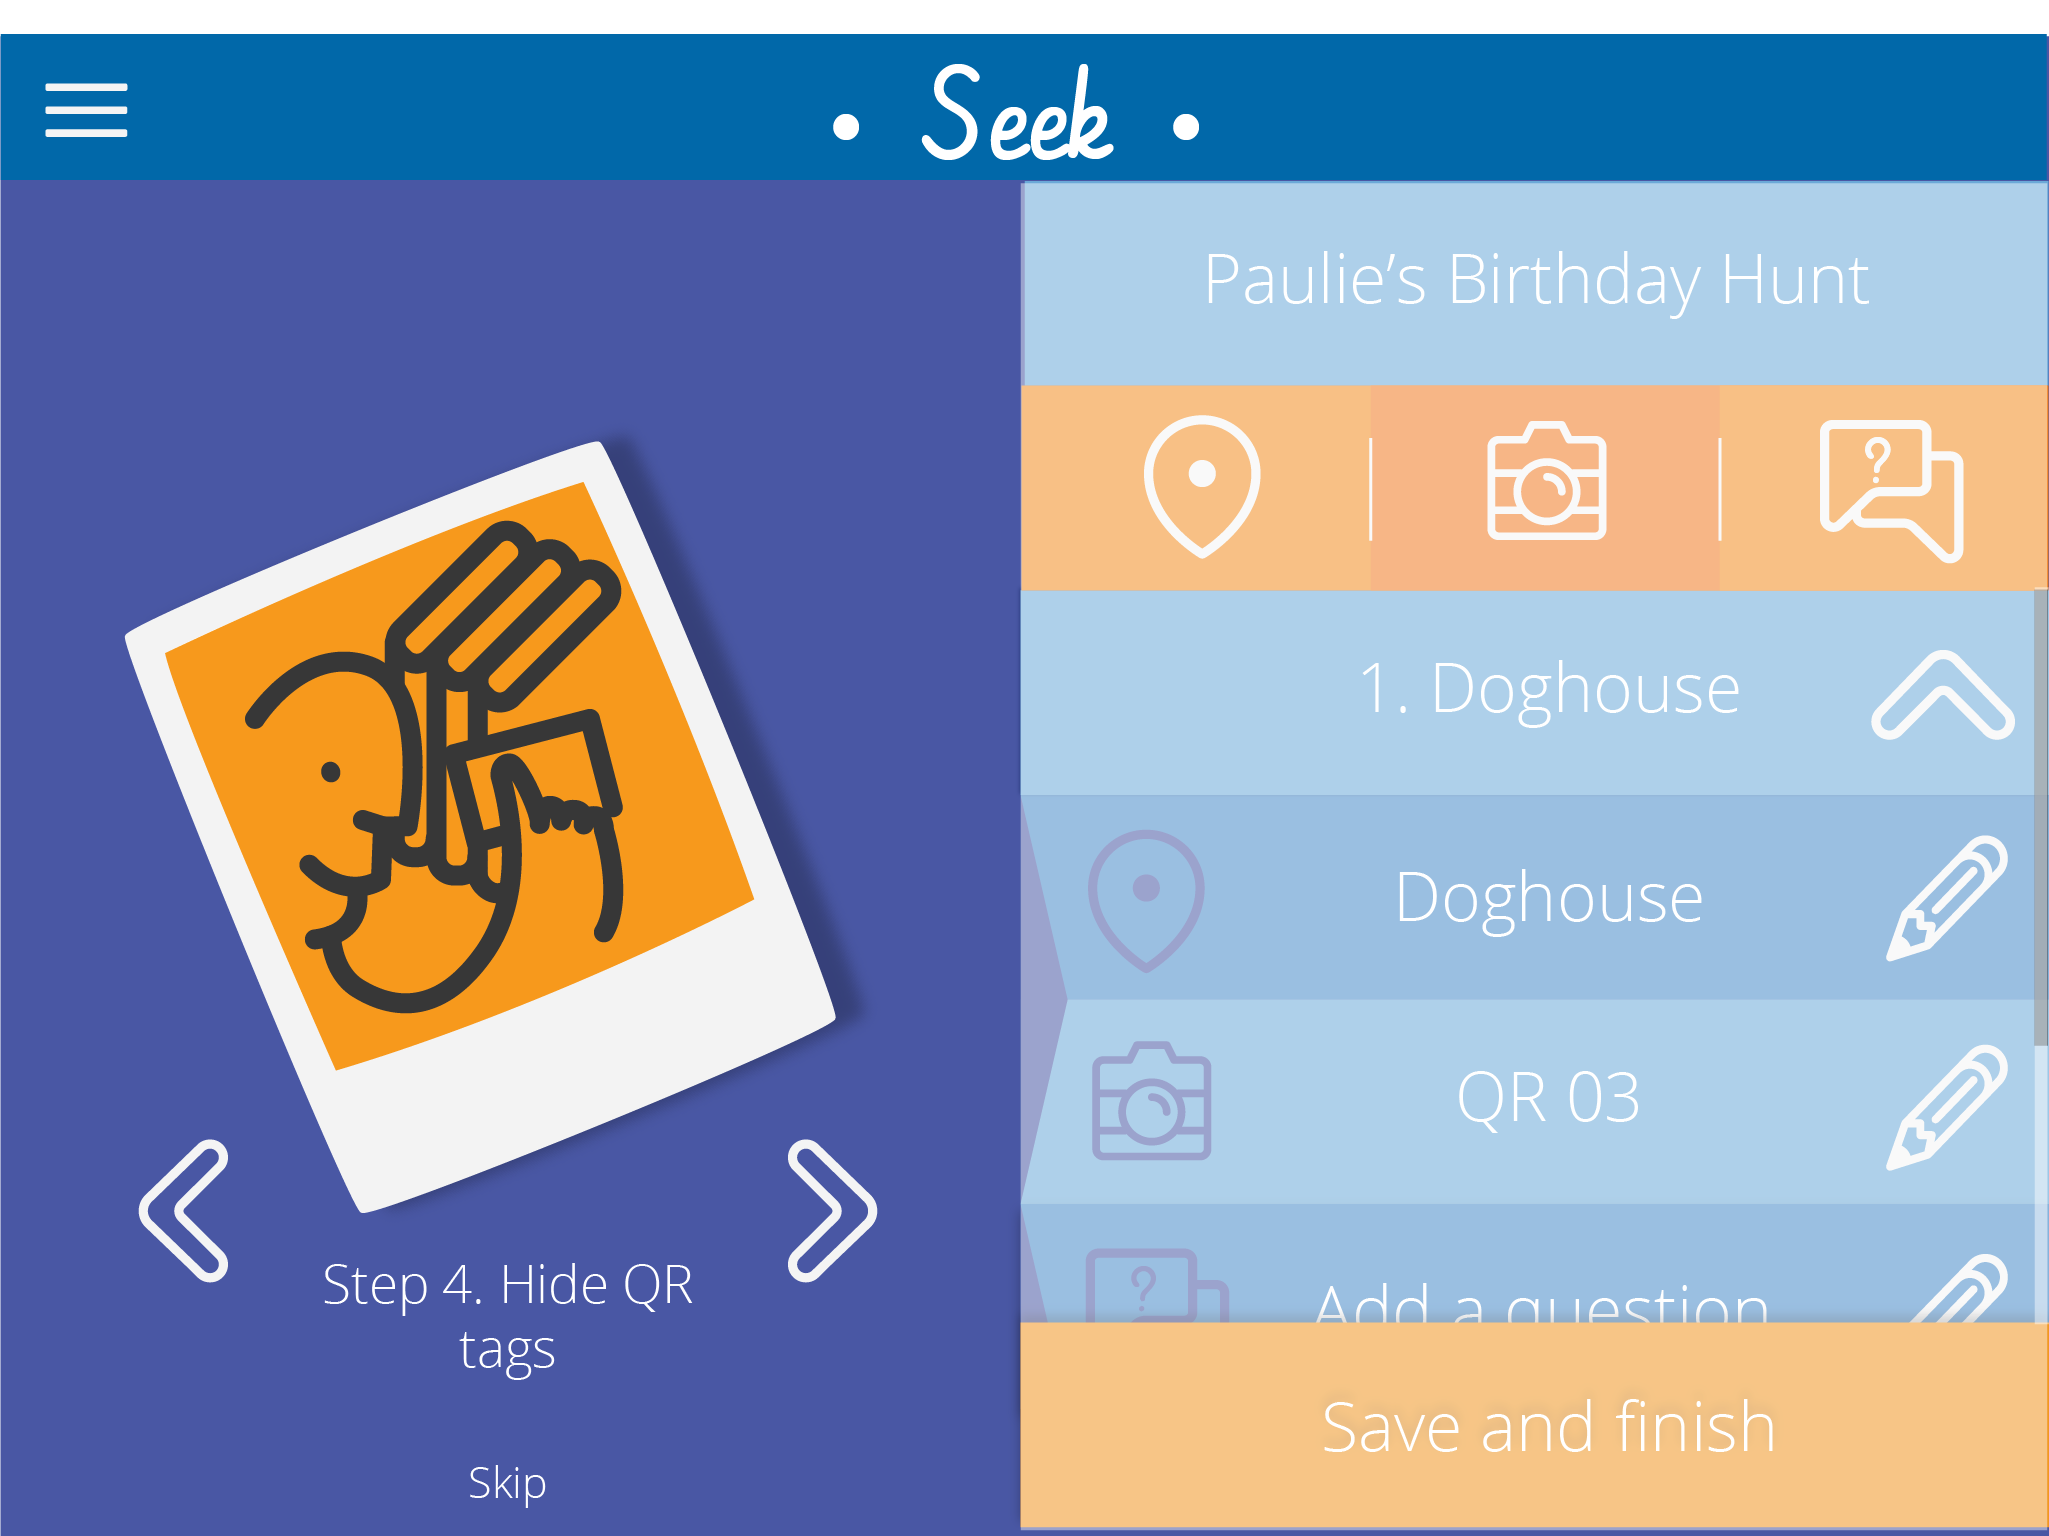 Seek
Paulie’s Birthday Hunt
?
1. Doghouse
Doghouse
QR 03
?
Add a question
Save and finish
Step 4. Hide QR
tags
Skip